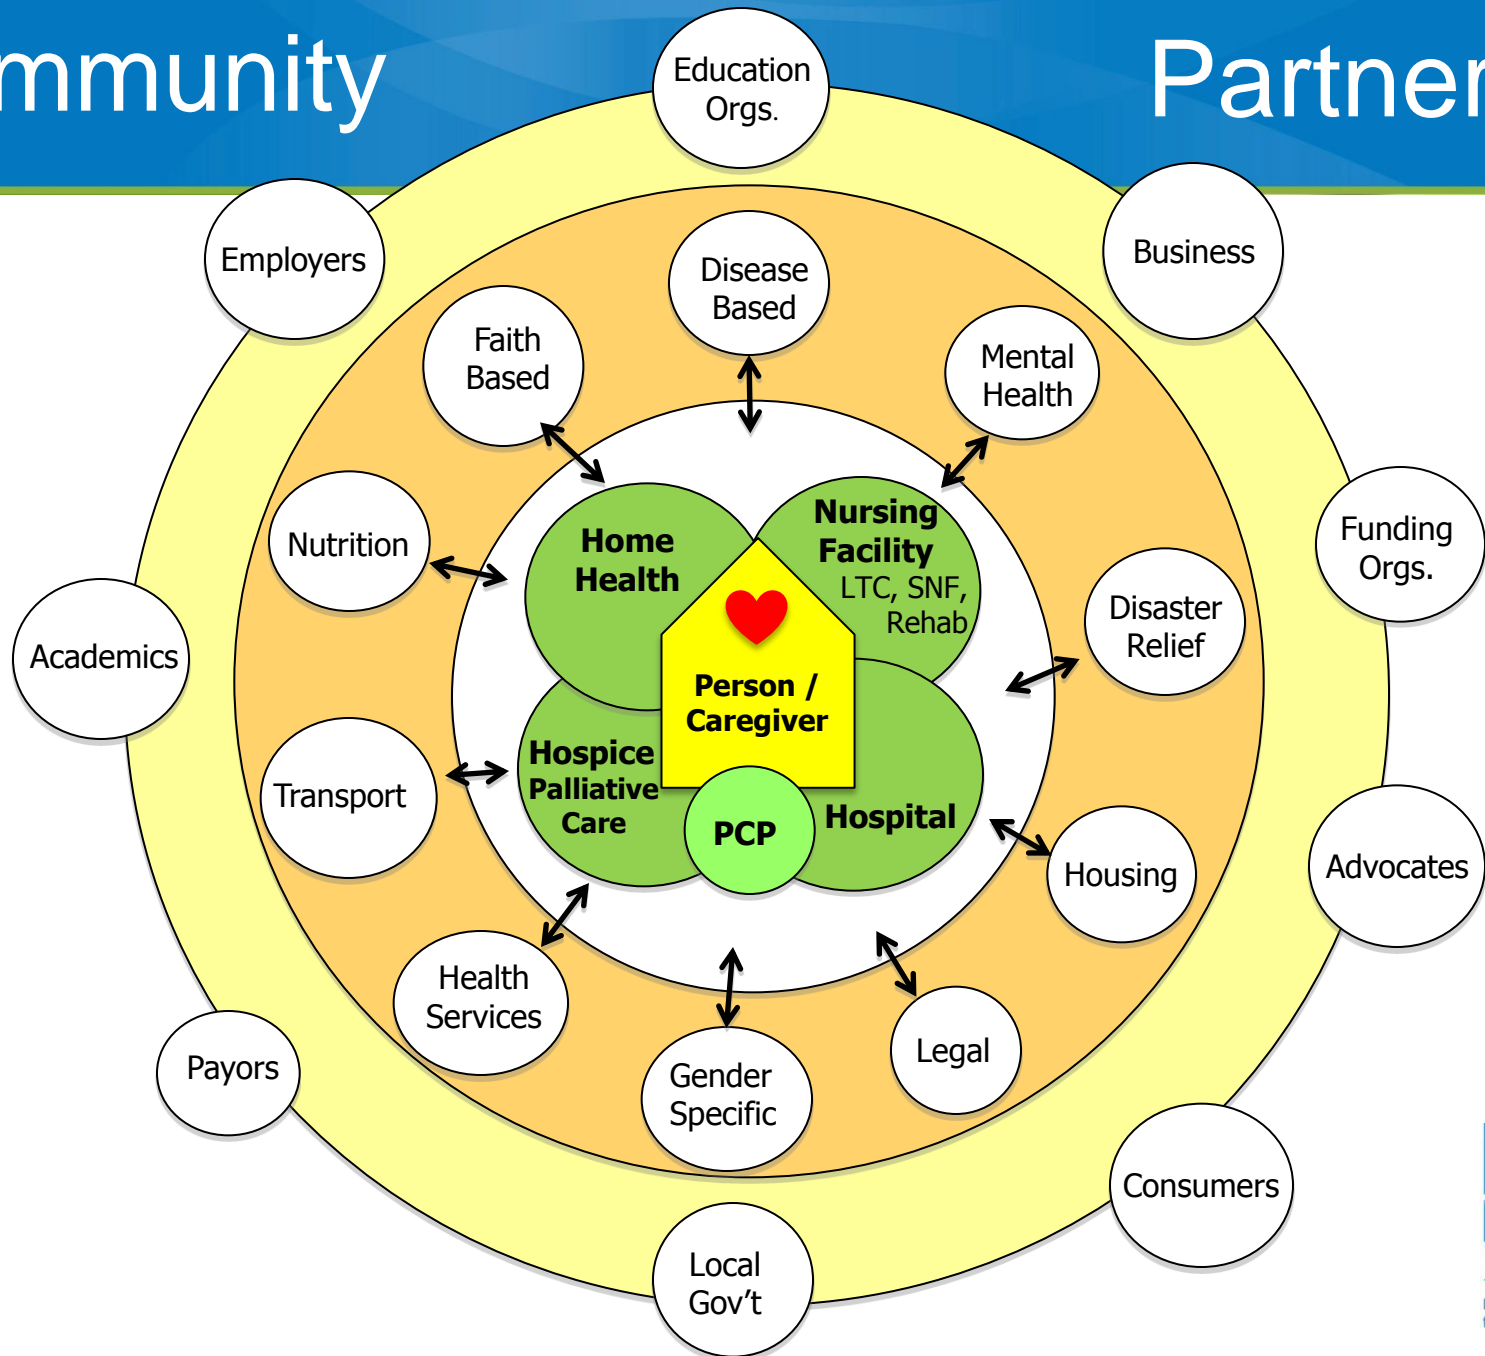 mmunity
Partner
Education
Orgs.
Employers
Business
Disease
Based
Faith
Based
Mental
Health
Nutrition
Home
Health
Nursing
Facility
LTC, SNF,
Rehab
Funding
Orgs.
Disaster
Relief
Academics
Person /
Caregiver
Transport
Hospice
Palliative
Care
PCP
Hospital
Housing
Advocates
Health
Services
Gender
Specific
Legal
Payors
Consumers
Local
Gov’t